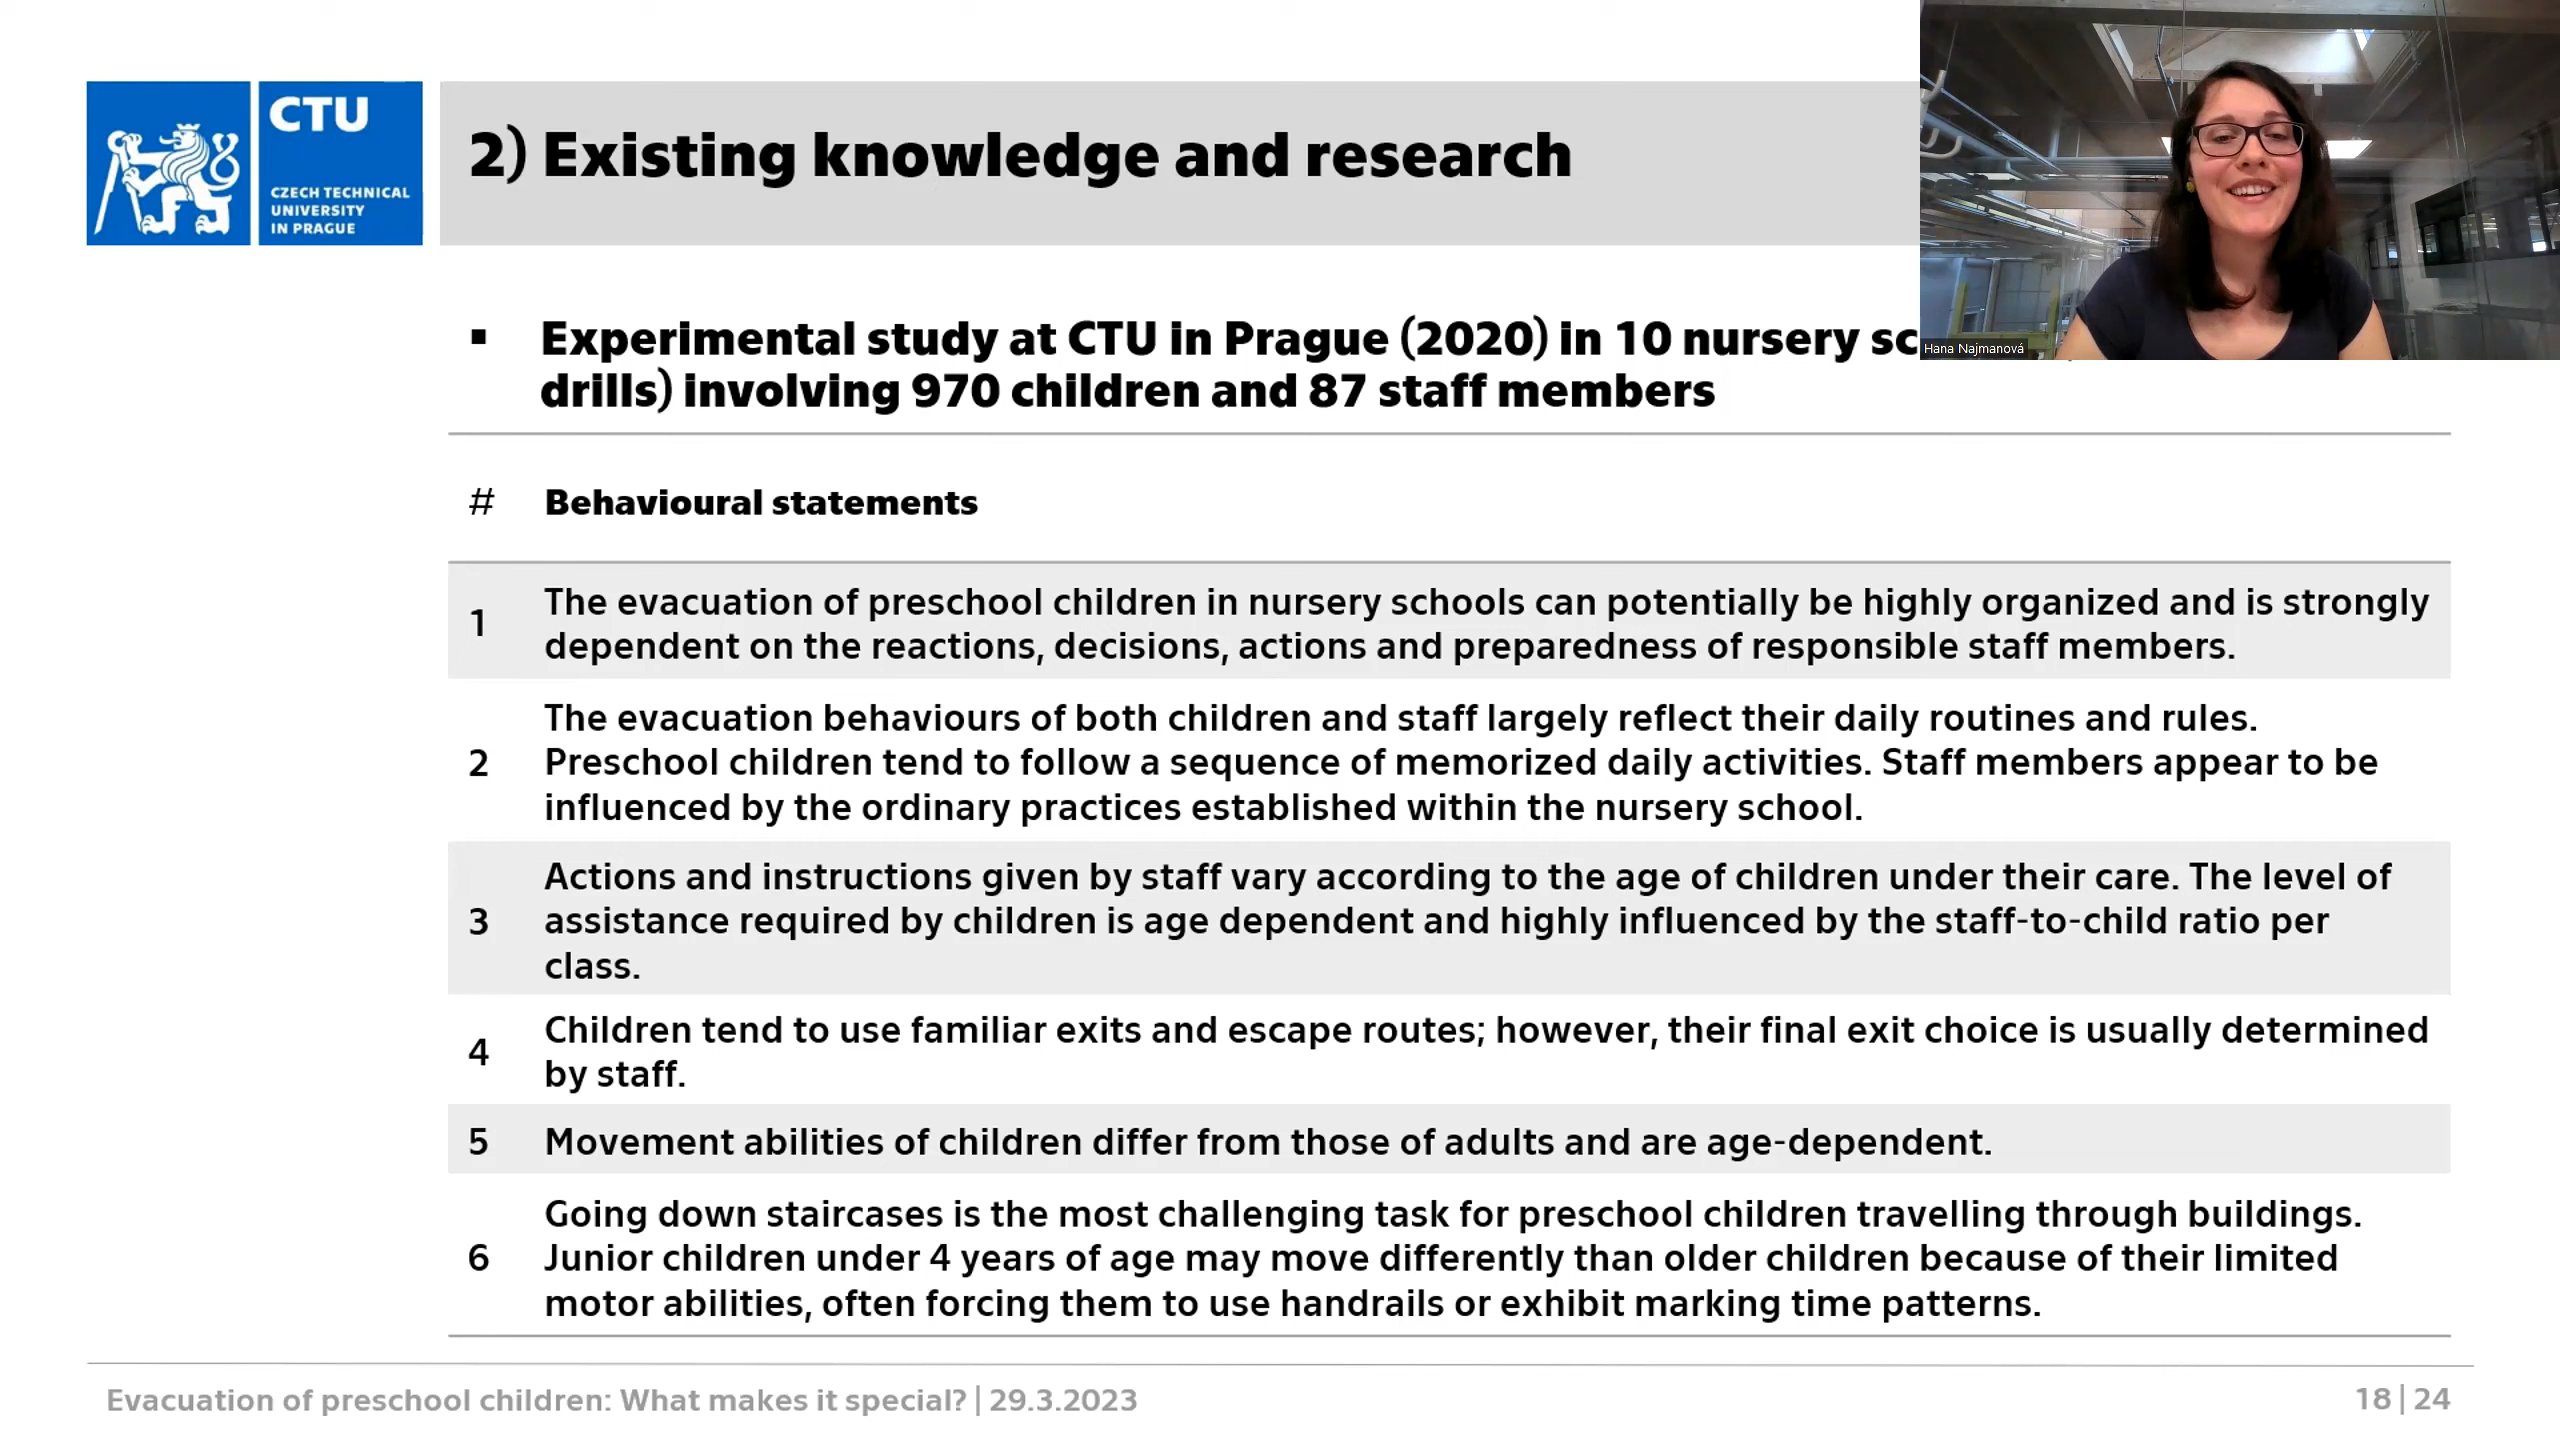 CTU
CZECH TECHNICAL
UNIVERSITY
IN PRAGUE
2) Existing knowledge and research
Hana Najmanová
▪ Experimental study at CTU in Prague (2020) in 10 nursery
drills) involving 970 children and 87 staff members
# Behavioural statements
1 The evacuation of preschool children in nursery schools can potentially be highly organized and is strongly
dependent on the reactions, decisions, actions and preparedness of responsible staff members.
2 The evacuation behaviours of both children and staff largely reflect their daily routines and rules.
Preschool children tend to follow a sequence of memorized daily activities. Staff members appear to be
influenced by the ordinary practices established within the nursery school.
3 Actions and instructions given by staff vary according to the age of children under their care. The level of
assistance required by children is age dependent and highly influenced by the staff-to-child ratio per
class.
4 Children tend to use familiar exits and escape routes; however, their final exit choice is usually determined
by staff.
5 Movement abilities of children differ from those of adults and are age-dependent.
6 Going down staircases is the most challenging task for preschool children travelling through buildings.
Junior children under 4 years of age may move differently than older children because of their limited
motor abilities, often forcing them to use handrails or exhibit marking time patterns.
Evacuation of preschool children: What makes it special? | 29.3.2023
18 | 24